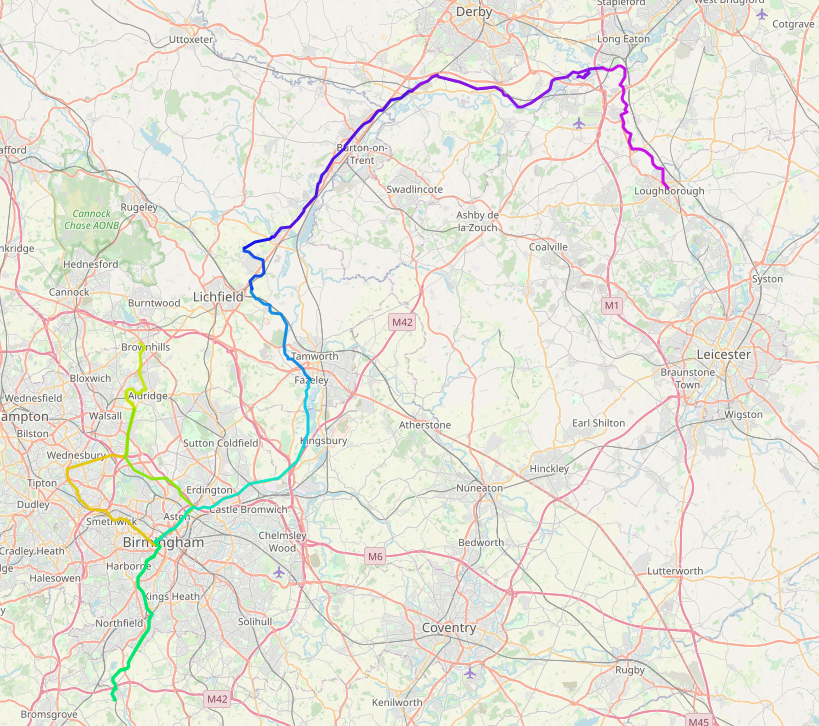 Derby
Stapleford
West Bridgford
Cotgrave
Uttoxeter
Long Eaton
Burton-on-
Trent
afford
Swadlincote
Loughborough
Rugeley
Cannock
Chase AONB
Ashby de
la-Zouch
Coalville
nkridge
Hednesford
Syston
Cannock
Burntwood
Lichfield
M1
M42
Brownhills
Tamworth
Leicester
Bloxwich
Fazeley
Braunstone
Town
Wednesfield
Aldridge
ampton
Walsall
Wigston
Bilston
Sutton Coldfield
Kingsbury
Atherstone
Earl Shilton
Wednesbury
Hinckley
Tipton
Erdington
Nuneaton
Dudley
Castle Bromwich
Smethwick
Aston
Birmingham
Chelmsley
Wood
Bedworth
Cradley Heath
M6
Harborne
Lutterworth
dge
Halesowen
Kings Heath
y
Northfield
Solihull
Coventry
Rugby
M42
Kenilworth
Bromsgrove
M45